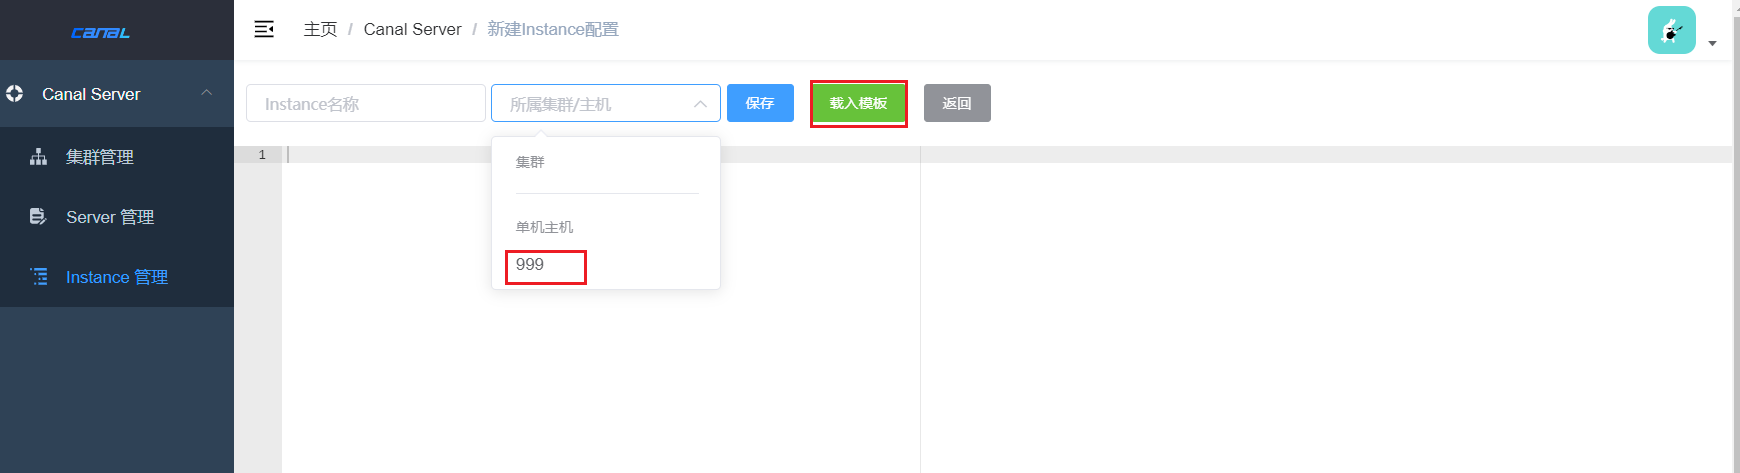 CANAL
主页 / Canal Server / 新建Instance配置
Canal Server
集群管理
Server 管理
Instance 管理
Instance名称
所属集群/主机
保存
载入模板
返回
1
集群
单机主机
999